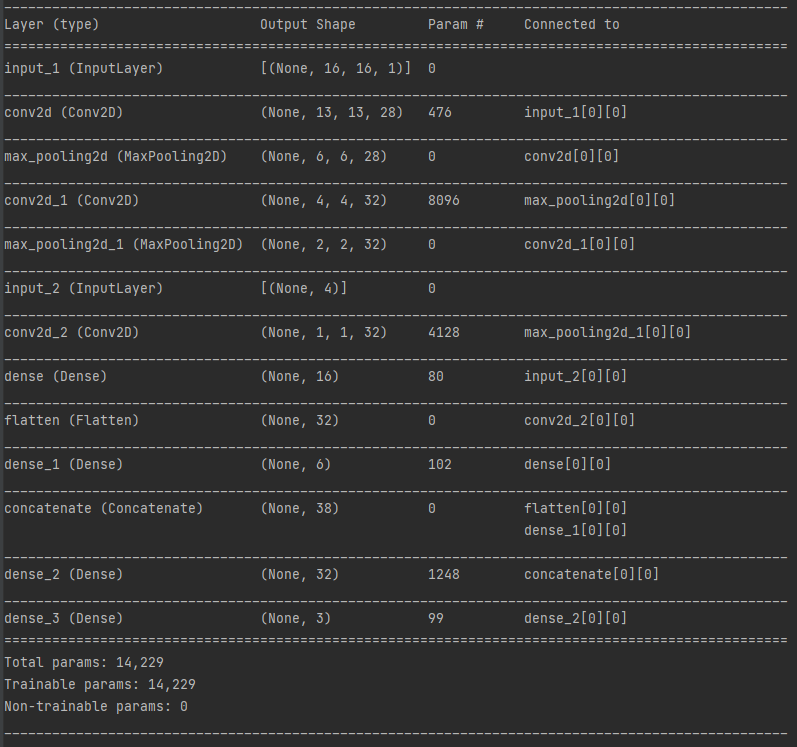 Layer (type) Output Shape Param # Connected to
input_1 (InputLayer) [(None, 16, 16, 1)] 0
conv2d (Conv2D) (None, 13, 13, 28) 476 input_1[0][0]
max_pooling2d (MaxPooling2D) (None, 6, 6, 28) 0 conv2d[0][0]
conv2d_1 (Conv2D) (None, 4, 4, 32) 8096 max_pooling2d[0][0]
max_pooling2d_1 (MaxPooling2D) (None, 2, 2, 32) 0 conv2d_1[0][0]
input_2 (InputLayer) [(None, 4)] 0
conv2d_2 (Conv2D) (None, 1, 1, 32) 4128 max_pooling2d_1[0][0]
dense (Dense) (None, 16) 80 input_2[0][0]
flatten (Flatten) (None, 32) 0 conv2d_2[0][0]
dense_1 (Dense) (None, 6) 102 dense[0][0]
concatenate (Concatenate) (None, 38) 0 flatten[0][0]
dense_1[0][0]
dense_2 (Dense) (None, 32) 1248 concatenate[0][0]
dense_3 (Dense) (None, 3) 99 dense_2[0][0]
Total params: 14,229
Trainable params: 14,229
Non-trainable params: 0